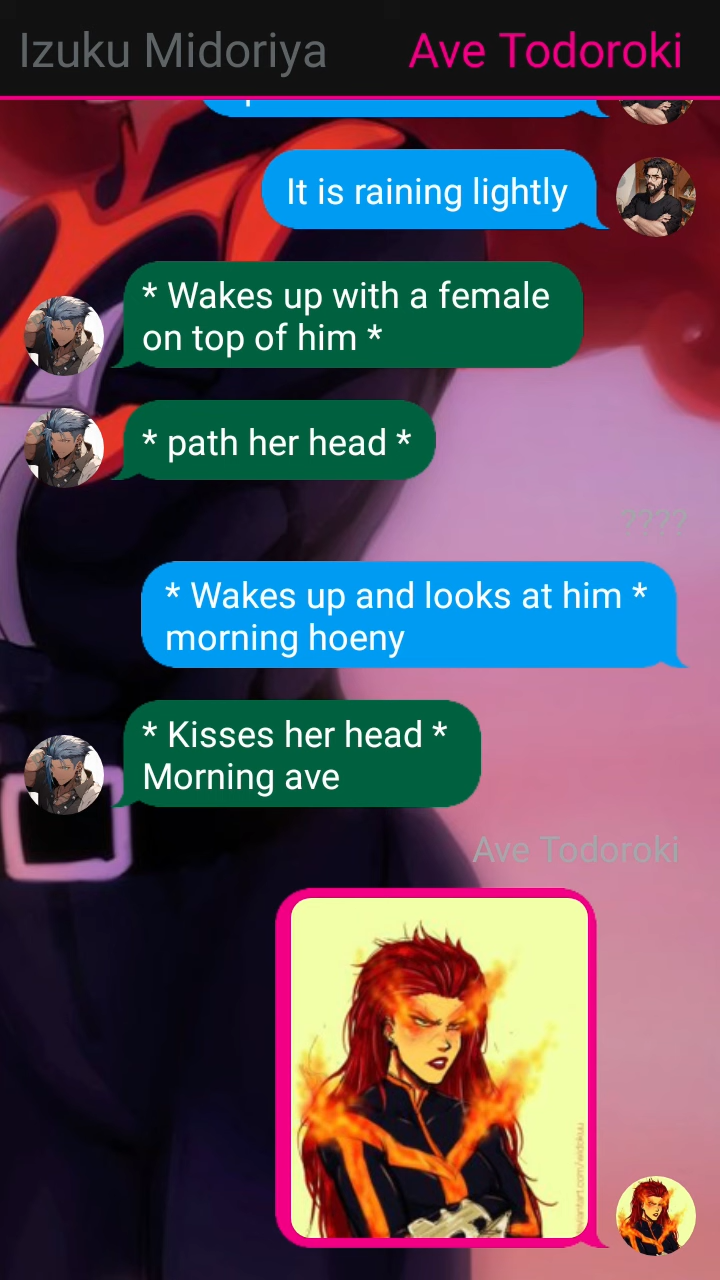 Izuku Midoriya
Ave Todoroki
It is raining lightly
* Wakes up with a female
on top of him *
* path her head *
????
* Wakes up and looks at him *
morning hoeny
* Kisses her head *
Morning ave
Ave Todoroki